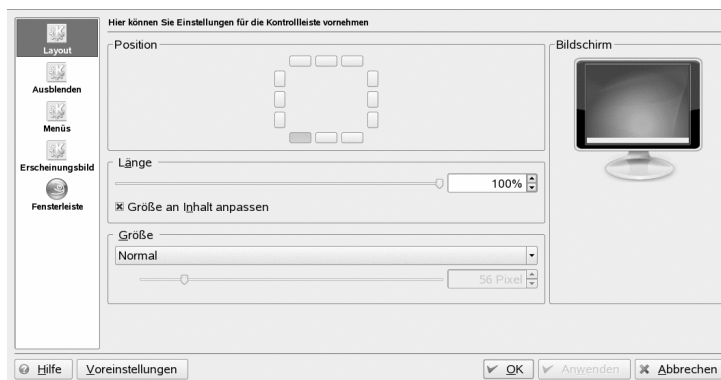 Hier können Sie Einstellungen für die Kontrollleiste vornehmen
Layout
Ausblenden
Menüs
Erscheinungsbild
Fensterleiste
Position
Bildschirm
Länge
100%
Größe an Inhalt anpassen
Größe
Normal
56 Pixel
Hilfe
Voreinstellungen
OK
Anwenden
Abbrechen